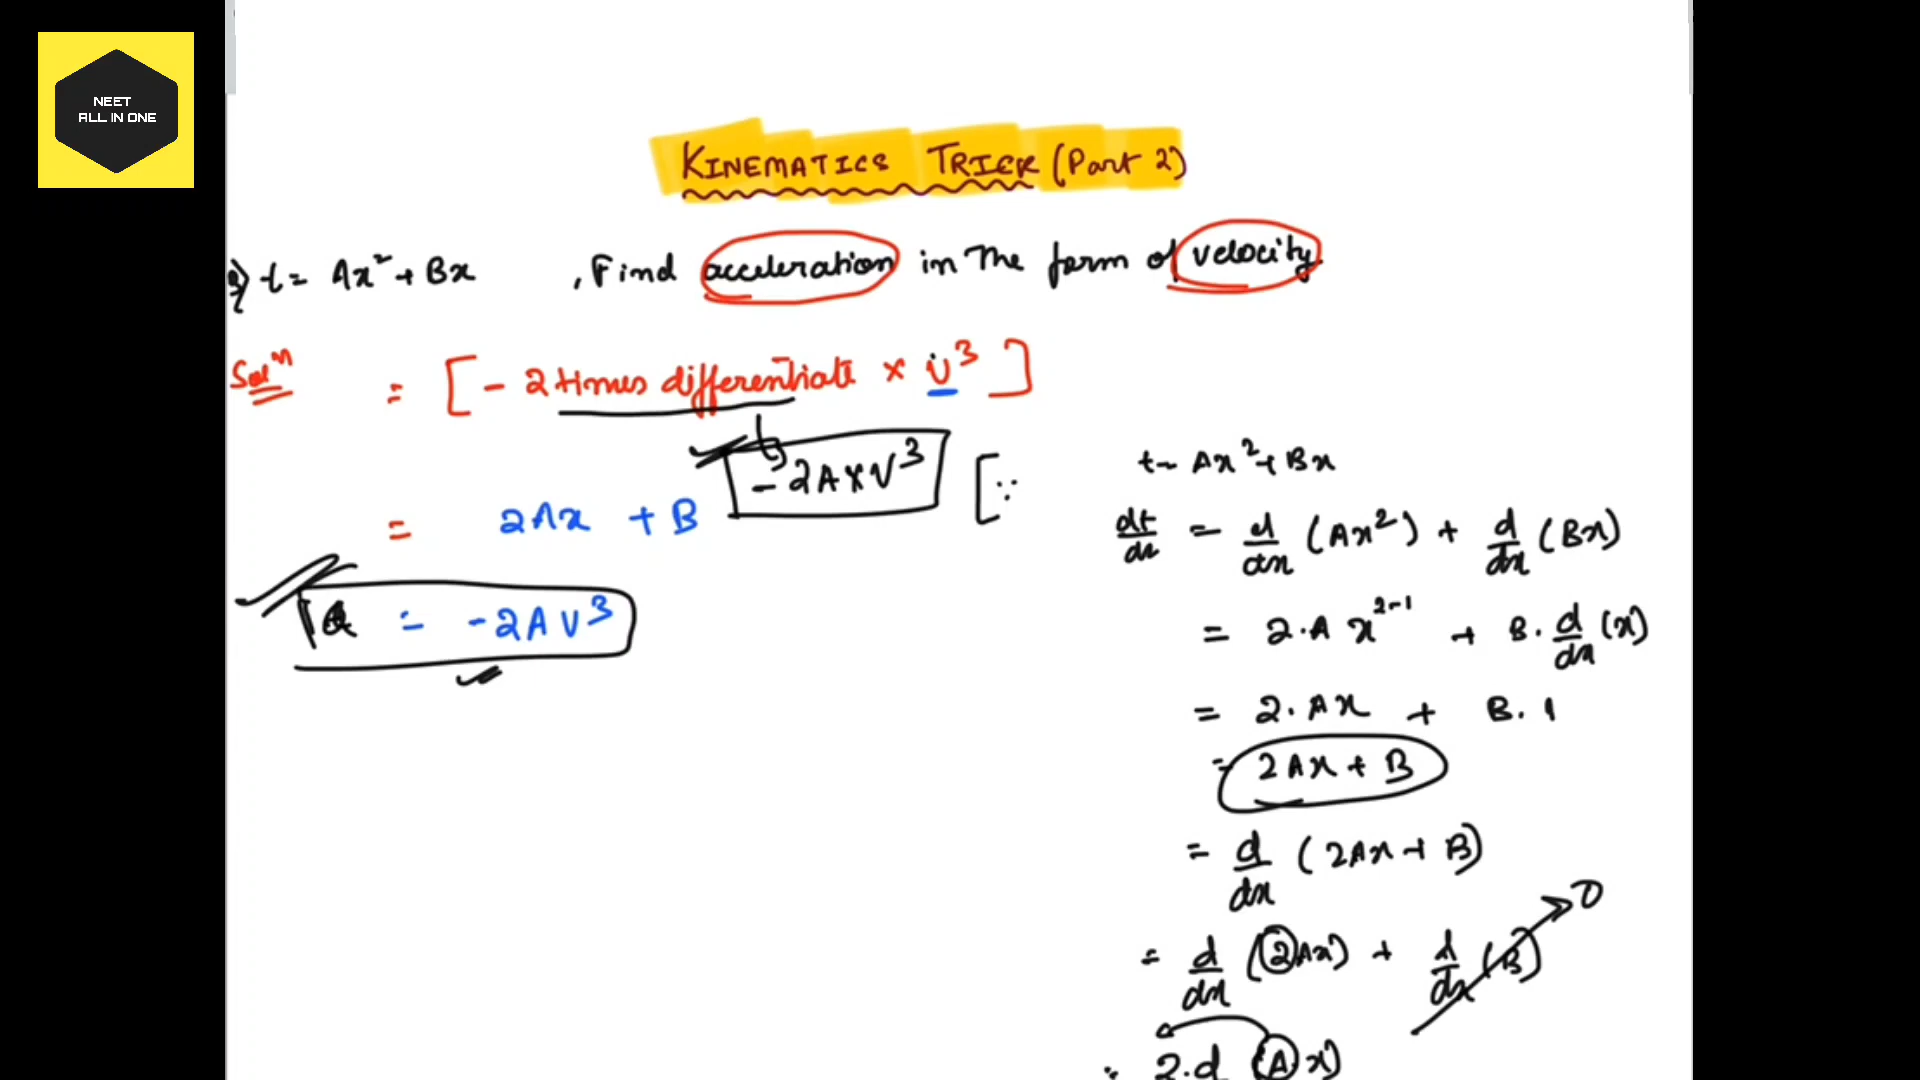 NEET
ALL IN ONE
KINEMATICS TRICK (Part 2)
Q) t = Ax² + Bx , Find acceleration in the form of velocity.
Solⁿ = [ - 2 times differentiate × v³ ]
- 2A × V³ [∵
= 2Ax + B
a = - 2AV³
t = Ax² + Bx
dt/dx = d/dx (Ax²) + d/dx (Bx)
= 2.A x²⁻¹ + B. d/dx (x)
= 2. Ax + B. 1
= 2Ax + B
= d/dx (2Ax + B)
= d/dx (2Ax) + d/dx (B) → 0
2.d (A.x)